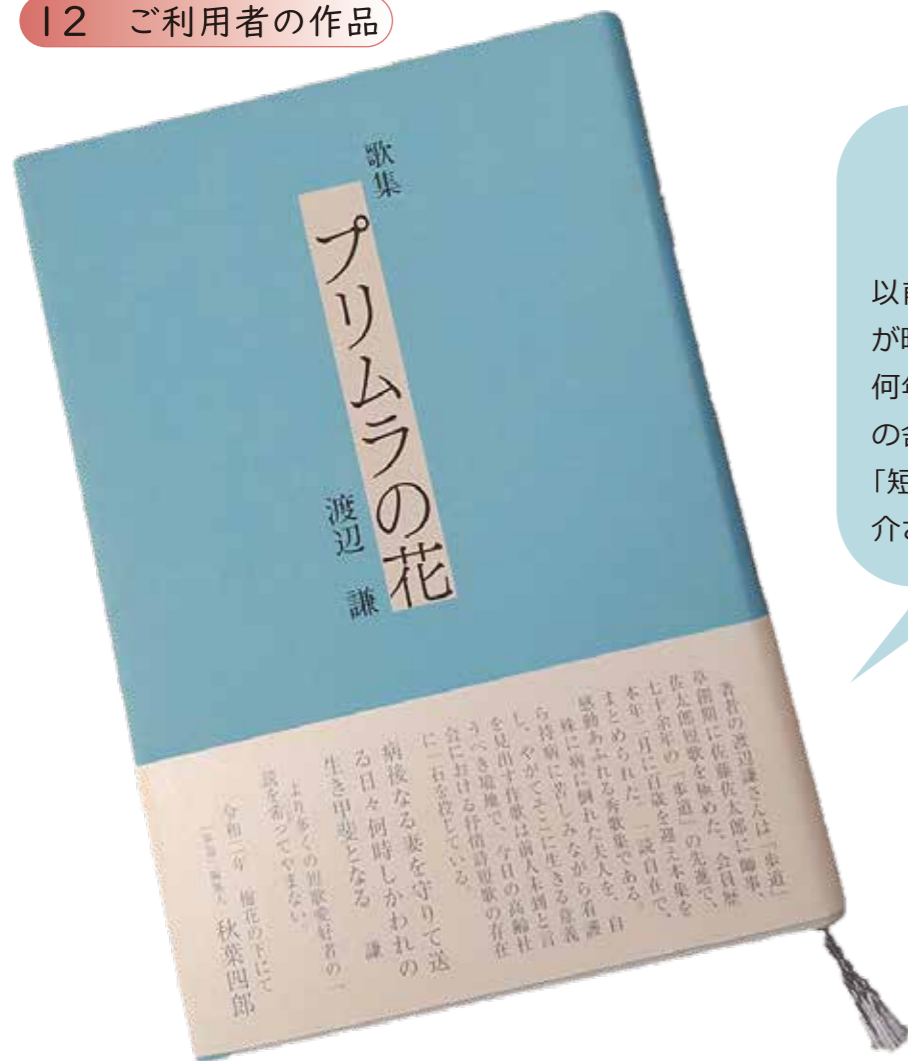 12 ご利用者の作品
歌集
プリムラの花
渡辺 謙
著者の渡辺謙さんは「歩道」
草創期に佐藤佐太郎に師事、
佐太郎短歌を極めた、会員歴
七十余年の「歩道」の先進で、
本年二月に百歳を迎え本集を
まとめられた。一読自在で、
感動あふれる秀歌集である。
殊に病に倒れた夫人を、自
ら持病に苦しみながら看護
し、やがてそこに生きる意義
を見出す作歌は前人未到と言
うべき境地で、今日の高齢社
会における抒情詩短歌の存在
に一石を投じている。
病後なる妻を守りて送
る日々何時しかわれの
生き甲斐となる 謙
より多くの短歌愛好者の一
読を希ってやまない
令和二年 梅花の下にて
秋葉四郎
以前
何年
の
「短
介